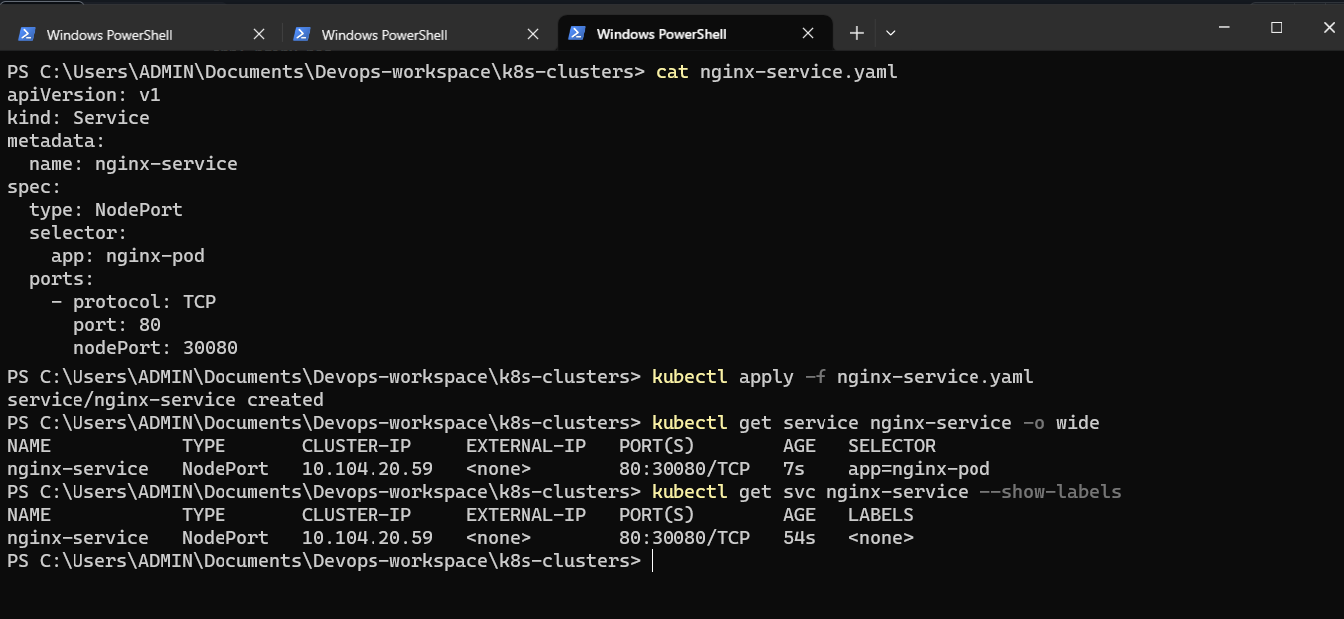 Windows PowerShell
Windows PowerShell
Windows PowerShell
PS C:\Users\ADMIN\Documents\Devops-workspace\k8s-clusters> cat nginx-service.yaml
apiVersion: v1
kind: Service
metadata:
  name: nginx-service
spec:
  type: NodePort
  selector:
    app: nginx-pod
  ports:
    - protocol: TCP
      port: 80
      nodePort: 30080
PS C:\Users\ADMIN\Documents\Devops-workspace\k8s-clusters> kubectl apply -f nginx-service.yaml
service/nginx-service created
PS C:\Users\ADMIN\Documents\Devops-workspace\k8s-clusters> kubectl get service nginx-service -o wide
NAME            TYPE       CLUSTER-IP     EXTERNAL-IP   PORT(S)        AGE   SELECTOR
nginx-service   NodePort   10.104.20.59   <none>        80:30080/TCP   7s    app=nginx-pod
PS C:\Users\ADMIN\Documents\Devops-workspace\k8s-clusters> kubectl get svc nginx-service --show-labels
NAME            TYPE       CLUSTER-IP     EXTERNAL-IP   PORT(S)        AGE   LABELS
nginx-service   NodePort   10.104.20.59   <none>        80:30080/TCP   54s   <none>
PS C:\Users\ADMIN\Documents\Devops-workspace\k8s-clusters>